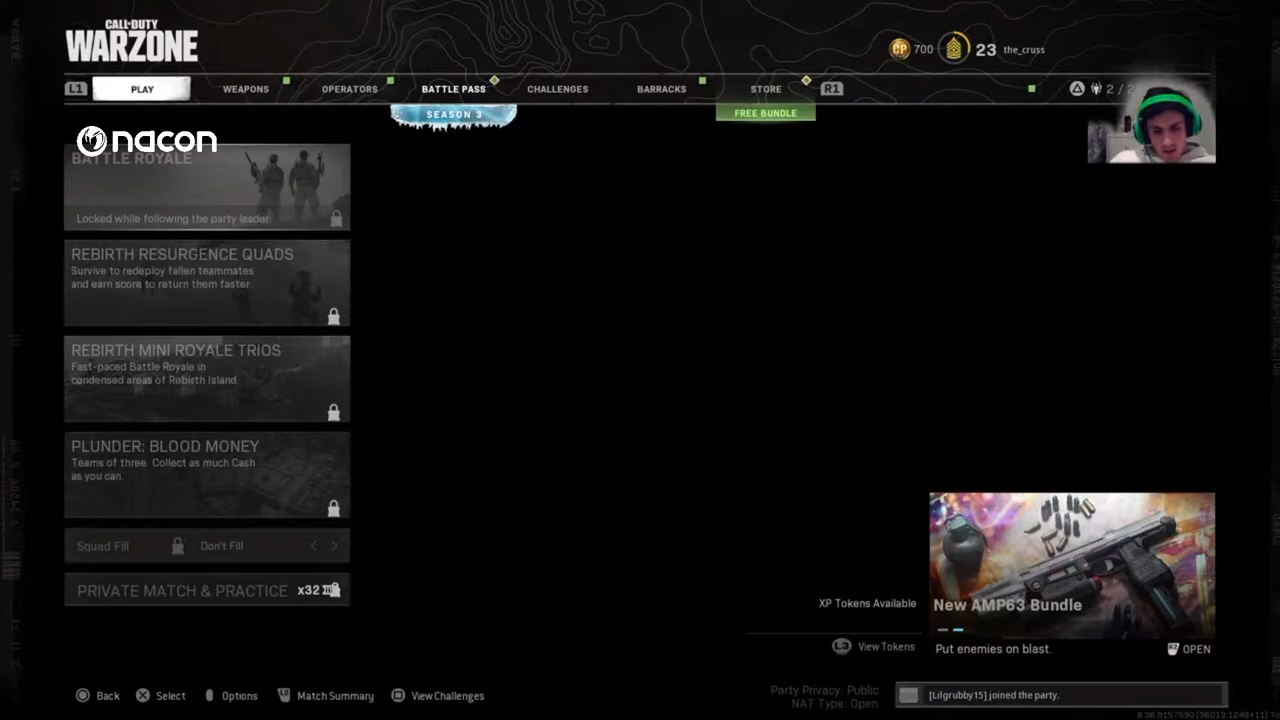 CALL OF DUTY
WARZONE
CP 700
23 the_cruss
L1
PLAY
WEAPONS
OPERATORS
BATTLE PASS
CHALLENGES
BARRACKS
STORE
R1
2 /
SEASON 3
FREE BUNDLE
nacon
BATTLE ROYALE
Locked while following the party leader.
REBIRTH RESURGENCE QUADS
Survive to redeploy fallen teammates
and earn score to return them faster.
REBIRTH MINI ROYALE TRIOS
Fast-paced Battle Royale in
condensed areas of Rebirth Island.
PLUNDER: BLOOD MONEY
Teams of three. Collect as much Cash
as you can.
Squad Fill Don't Fill
PRIVATE MATCH & PRACTICE x32
XP Tokens Available
L3 View Tokens
New AMP63 Bundle
Put enemies on blast.
R2 OPEN
Back
Select
Options
Match Summary
View Challenges
Party Privacy: Public
NAT Type: Open
[Lilgrubby15] joined the party.